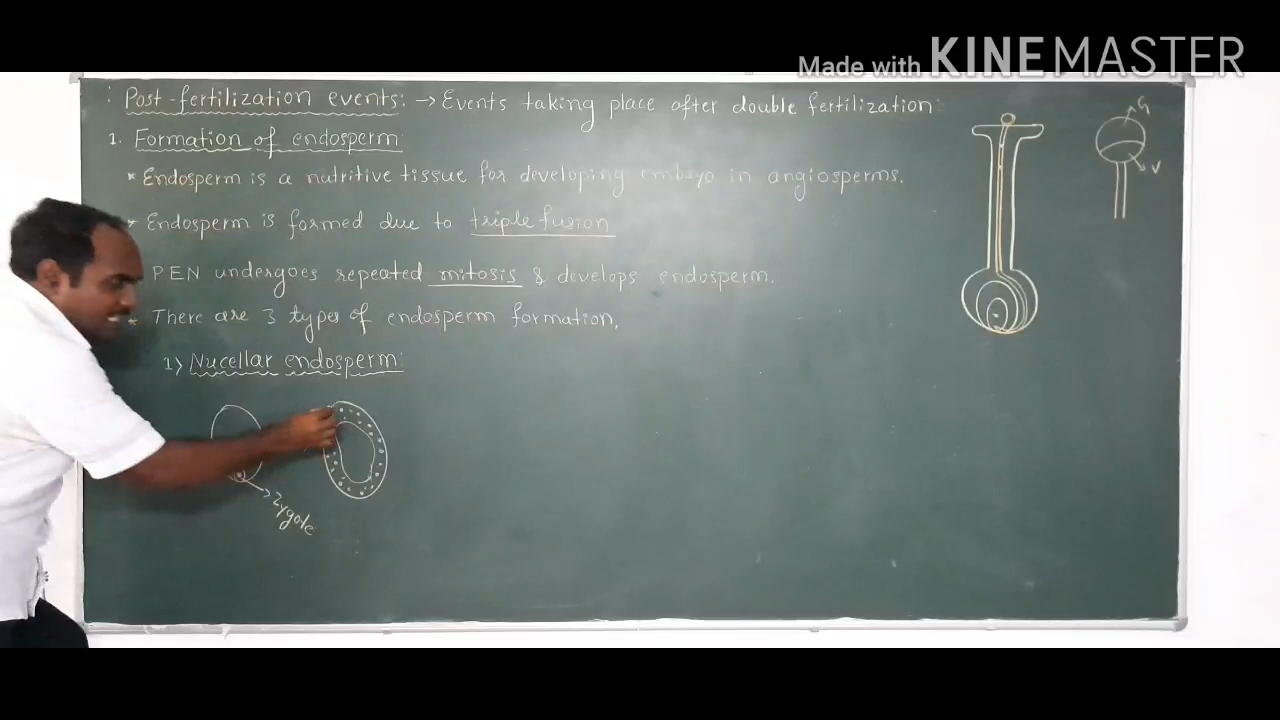 Made with KINEMASTER
: Post-fertilization events: → Events taking place after double fertilization:
1. Formation of endosperm:
* Endosperm is a nutritive tissue for developing embryo in angiosperms.
* Endosperm is formed due to triple fusion
PEN undergoes repeated mitosis & develops endosperm.
* There are 3 types of endosperm formation.
1) Nucellar endosperm:
Zygote
G
V